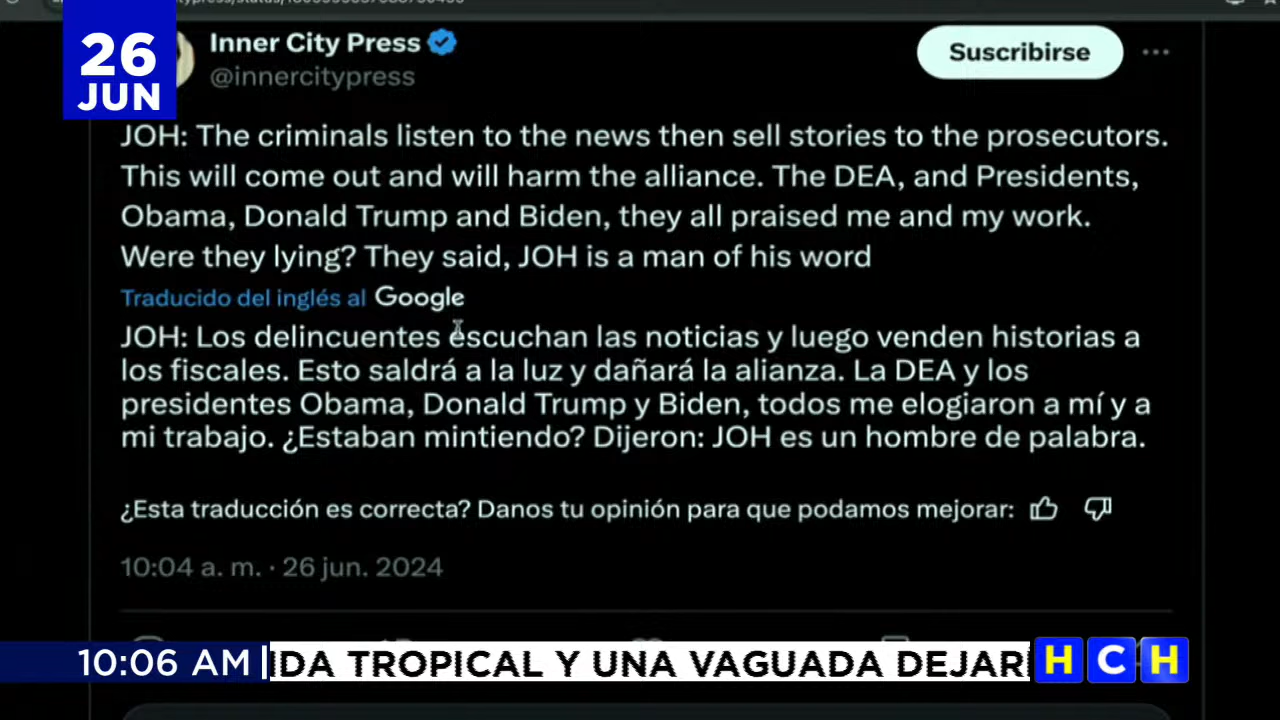 26
JUN
Inner City Press
@innercitypress
Suscribirse
JOH: The criminals listen to the news then sell stories to the prosecutors.
This will come out and will harm the alliance. The DEA, and Presidents,
Obama, Donald Trump and Biden, they all praised me and my work.
Were they lying? They said, JOH is a man of his word
Traducido del inglés al Google
JOH: Los delincuentes escuchan las noticias y luego venden historias a
los fiscales. Esto saldrá a la luz y dañará la alianza. La DEA y los
presidentes Obama, Donald Trump y Biden, todos me elogiaron a mí y a
mi trabajo. ¿Estaban mintiendo? Dijeron: JOH es un hombre de palabra.
¿Esta traducción es correcta? Danos tu opinión para que podamos mejorar:
10:04 a. m. · 26 jun. 2024
10:06 AM
IDA TROPICAL Y UNA VAGUADA DEJAR
HCH